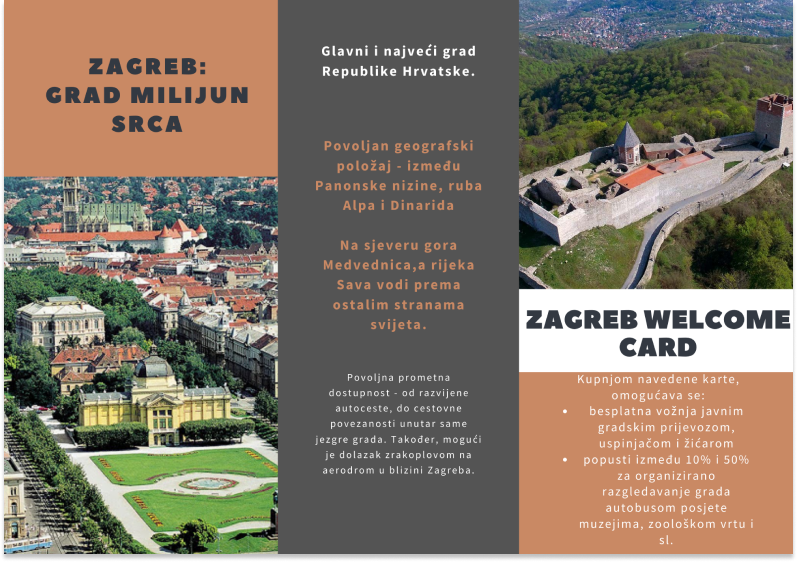 ZAGREB:
GRAD MILIJUN
SRCA
Glavni i najveći grad
Republike Hrvatske.
Povoljan geografski
položaj - između
Panonske nizine, ruba
Alpa i Dinarida
Na sjeveru gora
Medvednica,a rijeka
Sava vodi prema
ostalim stranama
svijeta.
Povoljna prometna
dostupnost - od razvijene
autoceste, do cestovne
povezanosti unutar same
jezgre grada. Također, mogući
je dolazak zrakoplovom na
aerodrom u blizini Zagreba.
ZAGREB WELCOME
CARD
Kupnjom navedene karte,
omogućava se:
• besplatna vožnja javnim
gradskim prijevozom,
uspinjačom i žićarom
• popusti između 10% i 50%
za organizirano
razgledavanje grada
autobusom posjete
muzejima, zoološkom vrtu i
sl.